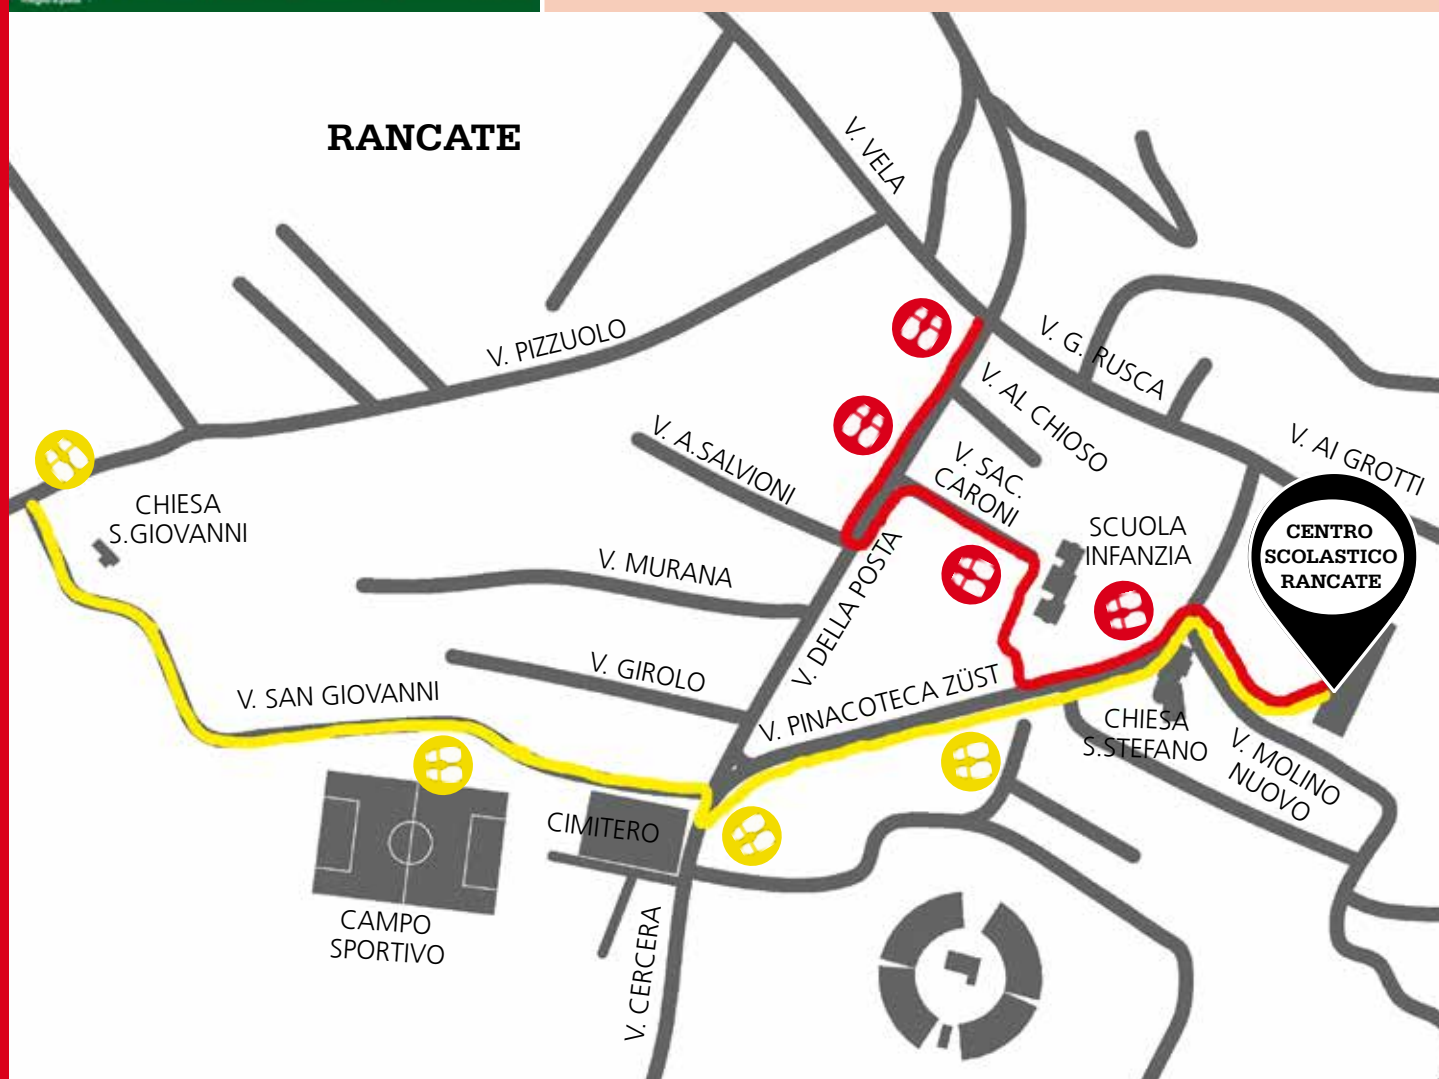 RANCATE
V. VELA
V. PIZZUOLO
V. G. RUSCA
V. AL CHIOSO
V. AI GROTTI
V. A.SALVIONI
V. SAC.
CARONI
CHIESA
S.GIOVANNI
SCUOLA
INFANZIA
CENTRO
SCOLASTICO
RANCATE
V. MURANA
V. DELLA POSTA
V. GIROLO
V. SAN GIOVANNI
V. PINACOTECA ZÜST
CHIESA
S.STEFANO
V. MOLINO
NUOVO
CIMITERO
CAMPO
SPORTIVO
V. CERCERA